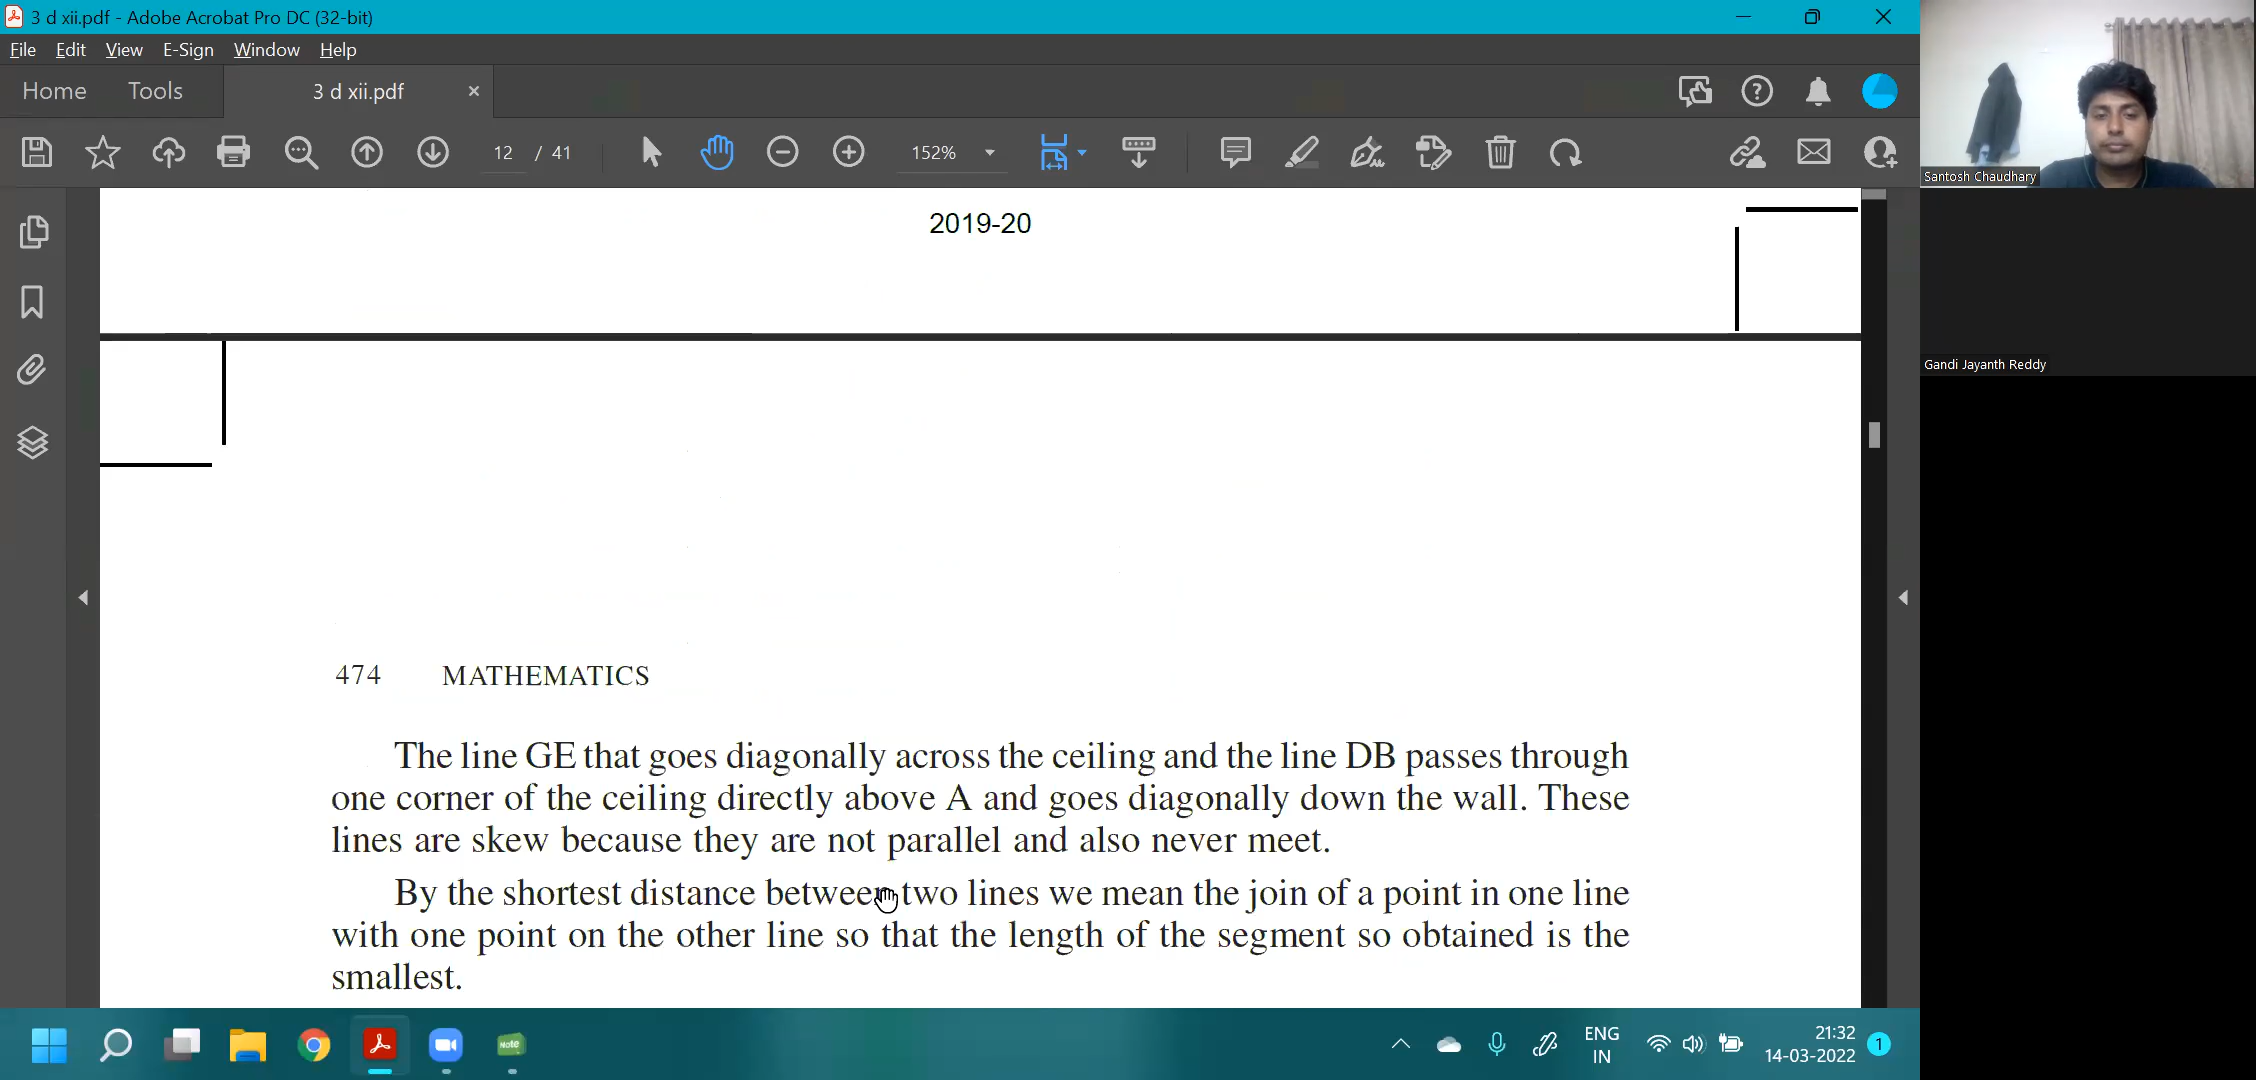 3 d xii.pdf - Adobe Acrobat Pro DC (32-bit)
File Edit View E-Sign Window Help
Home Tools 3 d xii.pdf ×
12 / 41 152%
2019-20
474 MATHEMATICS
The line GE that goes diagonally across the ceiling and the line DB passes through
one corner of the ceiling directly above A and goes diagonally down the wall. These
lines are skew because they are not parallel and also never meet.
By the shortest distance between two lines we mean the join of a point in one line
with one point on the other line so that the length of the segment so obtained is the
smallest.
Santosh Chaudhary
Gandi Jayanth Reddy
Note
ENG
IN
21:32
14-03-2022
1